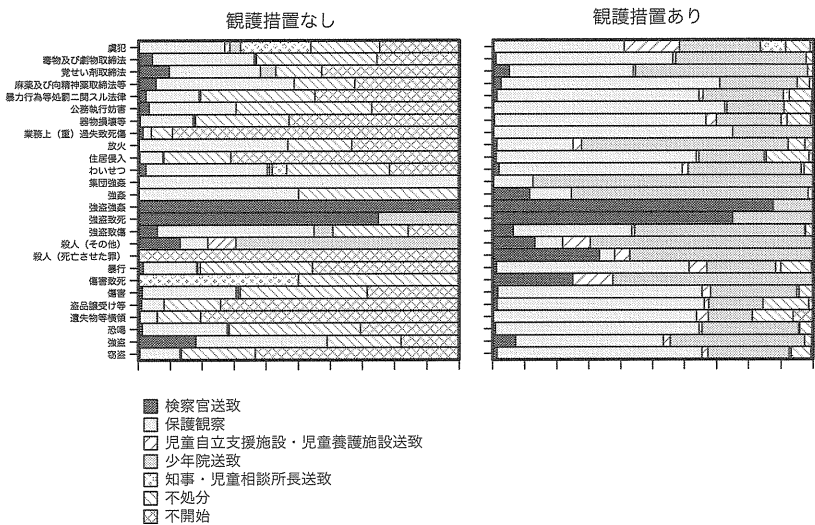 観護措置なし
観護措置あり
虞犯
毒物及び劇物取締法
覚せい剤取締法
麻薬及び向精神薬取締法等
暴力行為等処罰ニ関スル法律
公務執行妨害
器物損壊等
業務上（重）過失致死傷
放火
住居侵入
わいせつ
集団強姦
強姦
強盗強姦
強盗致死
強盗致傷
殺人（その他）
殺人（死亡させた罪）
暴行
傷害致死
傷害
盗品譲受け等
遺失物等横領
恐喝
強盗
窃盗
検察官送致
保護観察
児童自立支援施設・児童養護施設送致
少年院送致
知事・児童相談所長送致
不処分
不開始